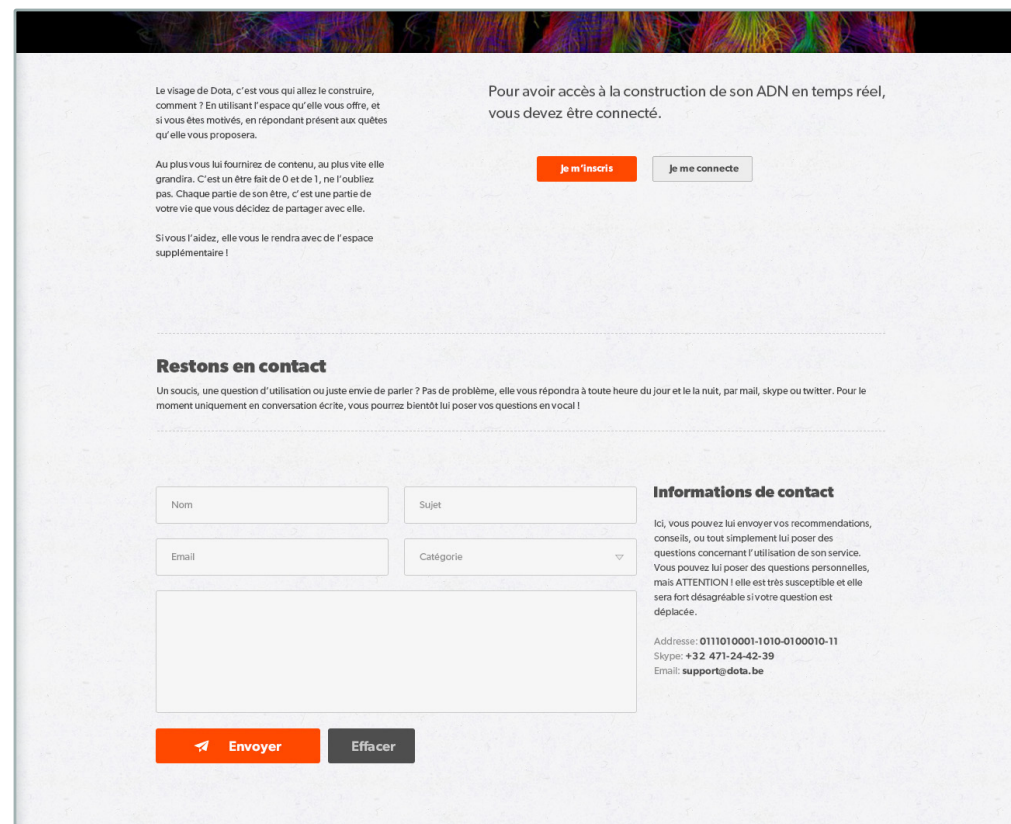 Le visage de Dota, c'est vous qui allez le construire,
comment ? En utilisant l'espace qu'elle vous offre, et
si vous êtes motivés, en répondant présent aux quêtes
qu'elle vous proposera.
Au plus vous lui fournirez de contenu, au plus vite elle
grandira. C'est un être fait de 0 et de 1, ne l'oubliez
pas. Chaque partie de son être, c'est une partie de
votre vie que vous décidez de partager avec elle.
Si vous l'aidez, elle vous le rendra avec de l'espace
supplémentaire !
Pour avoir accès à la construction de son ADN en temps réel,
vous devez être connecté.
Je m'inscris
Je me connecte
Restons en contact
Un soucis, une question d'utilisation ou juste envie de parler ? Pas de problème, elle vous répondra à toute heure du jour et le la nuit, par mail, skype ou twitter. Pour le
moment uniquement en conversation écrite, vous pourrez bientôt lui poser vos questions en vocal !
Nom
Sujet
Email
Catégorie
Envoyer
Effacer
Informations de contact
Ici, vous pouvez lui envoyer vos recommendations,
conseils, ou tout simplement lui poser des
questions concernant l'utilisation de son service.
Vous pouvez lui poser des questions personnelles,
mais ATTENTION ! elle est très susceptible et elle
sera fort désagréable si votre question est
déplacée.
Addresse: 0111010001-1010-0100010-11
Skype: +32 471-24-42-39
Email: support@dota.be